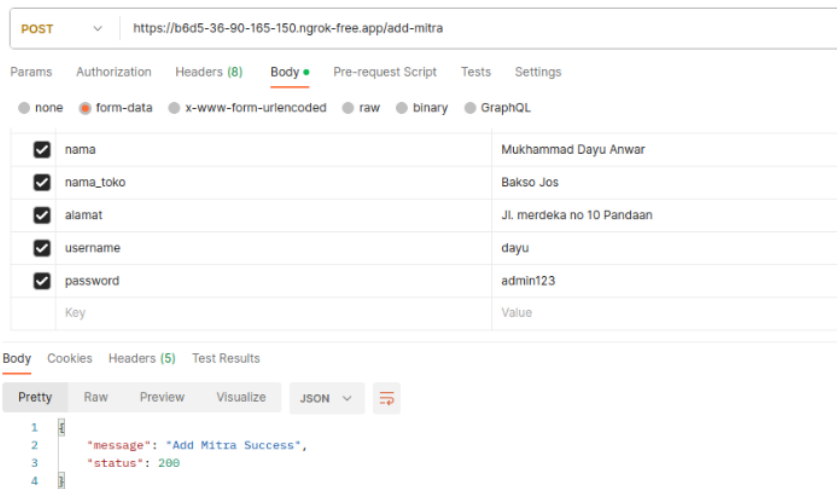 POST https://b6d5-36-90-165-150.ngrok-free.app/add-mitra
Params Authorization Headers (8) Body Pre-request Script Tests Settings
none form-data x-www-form-urlencoded raw binary GraphQL
nama Mukhammad Dayu Anwar
nama_toko Bakso Jos
alamat Jl. merdeka no 10 Pandaan
username dayu
password admin123
Key Value
Body Cookies Headers (5) Test Results
Pretty Raw Preview Visualize JSON
1 {
2 "message": "Add Mitra Success",
3 "status": 200
4 }